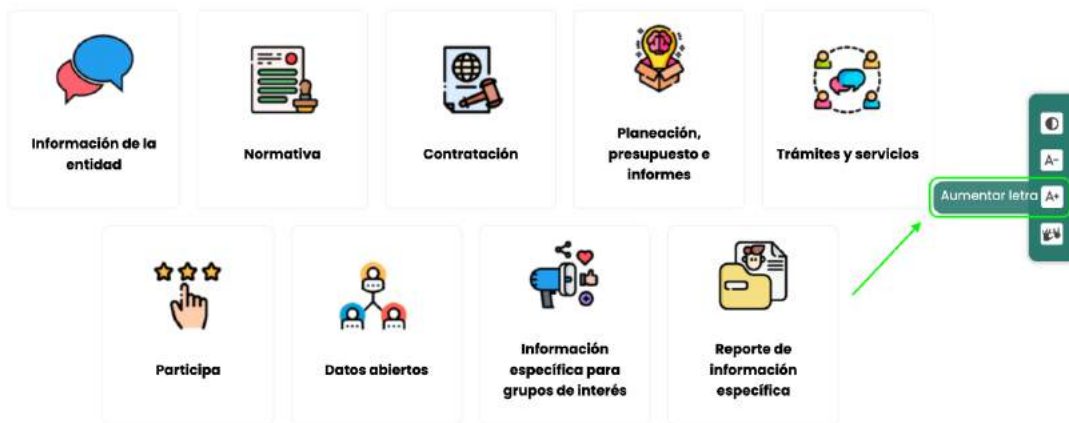 Información de la
entidad
Normativa
Contratación
Planeación,
presupuesto e
informes
Trámites y servicios
A-
Aumentar letra A+
Participa
Datos abiertos
Información
específica para
grupos de interés
Reporte de
información
específica